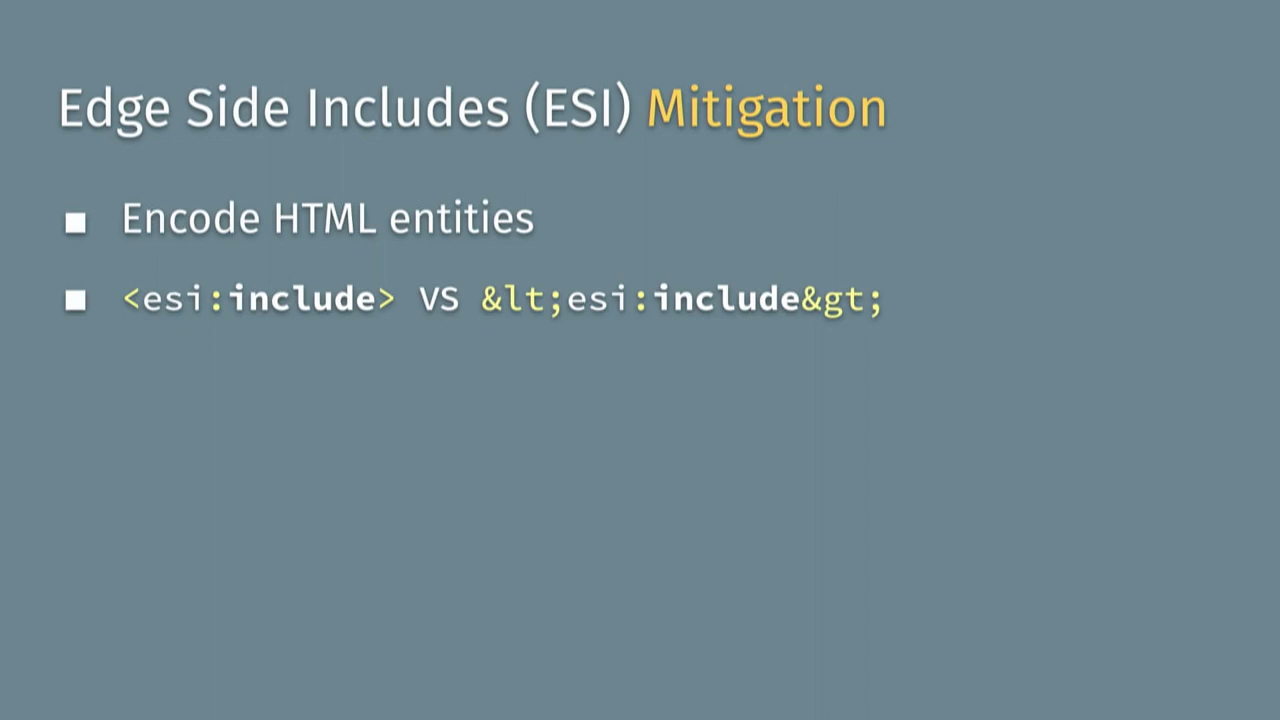 Edge Side Includes (ESI) Mitigation
■ Encode HTML entities
■ <esi:include> VS &lt;esi:include&gt;